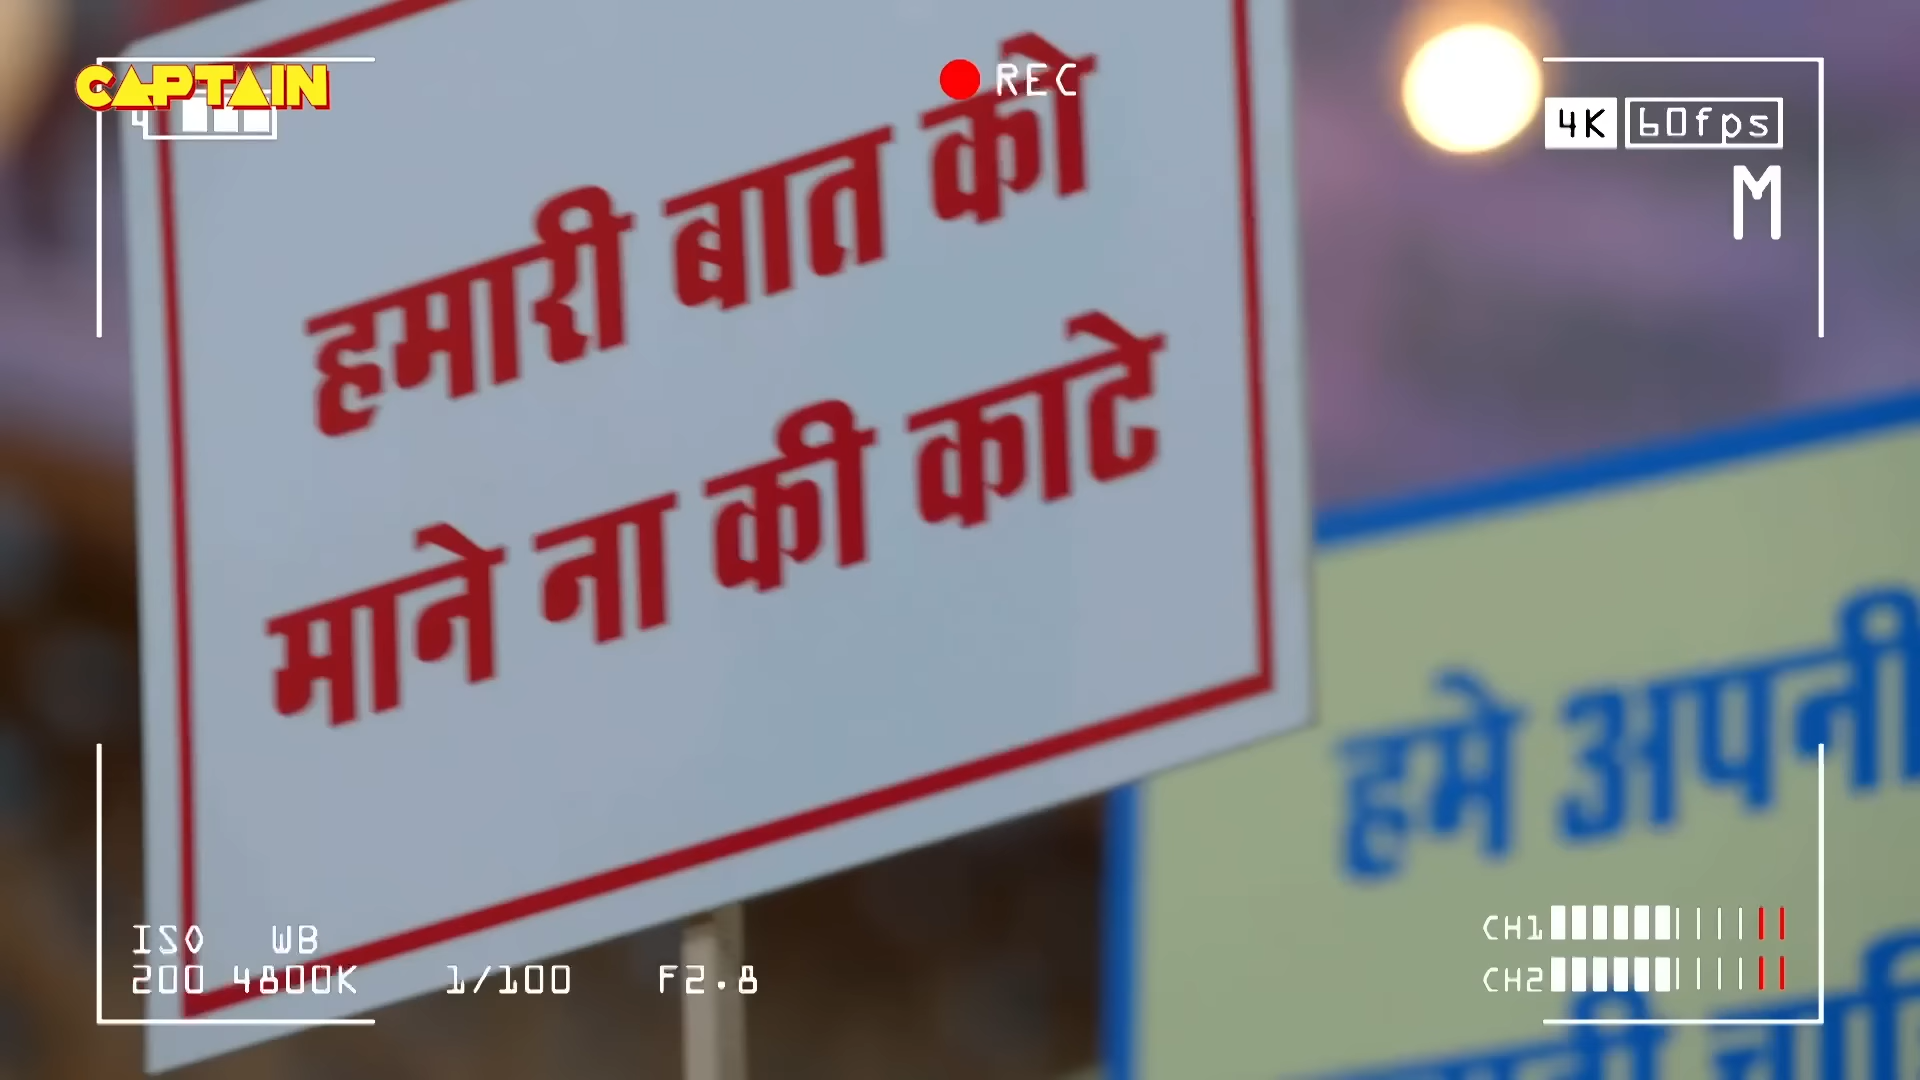 CAPTAIN
REC
4K 60fps
M
हमारी बात को
माने ना की काटे
हमे अपनी
ISO WB
200 4800K 1/100 F2.8
CH1
CH2